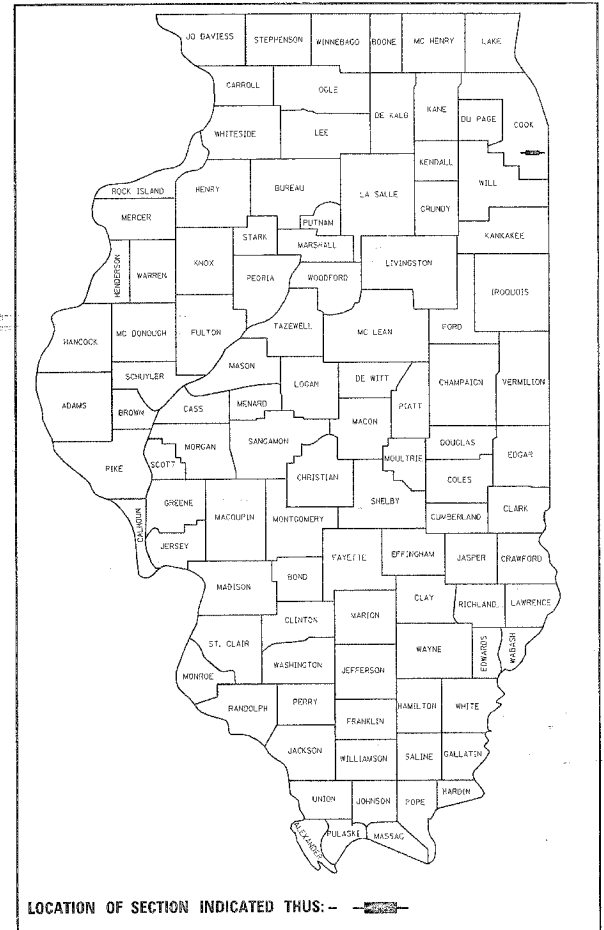 JO DAVIESS STEPHENSON WINNEBAGO BOONE MC HENRY LAKE
CARROLL OGLE
DE KALB KANE DU PAGE COOK
WHITESIDE LEE
KENDALL
WILL
ROCK ISLAND HENRY BUREAU LA SALLE
GRUNDY
MERCER PUTNAM
STARK KANKAKEE
MARSHALL
HENDERSON WARREN KNOX LIVINGSTON
PEORIA WOODFORD IROQUOIS
HANCOCK MC DONOUGH FULTON TAZEWELL MC LEAN FORD
MASON
SCHUYLER DE WITT
LOGAN CHAMPAIGN VERMILION
ADAMS BROWN CASS MENARD PIATT
MACON
MORGAN SANGAMON DOUGLAS
PIKE SCOTT MOULTRIE EDGAR
CHRISTIAN COLES
GREENE SHELBY
CALHOUN MACOUPIN MONTGOMERY CUMBERLAND CLARK
JERSEY
FAYETTE EFFINGHAM JASPER CRAWFORD
MADISON BOND
CLAY RICHLAND LAWRENCE
CLINTON MARION
ST. CLAIR WAYNE EDWARDS WABASH
WASHINGTON JEFFERSON
MONROE
RANDOLPH PERRY HAMILTON WHITE
FRANKLIN
JACKSON WILLIAMSON SALINE GALLATIN
HARDIN
UNION JOHNSON POPE
ALEXANDER PULASKE MASSAC
LOCATION OF SECTION INDICATED THUS: -